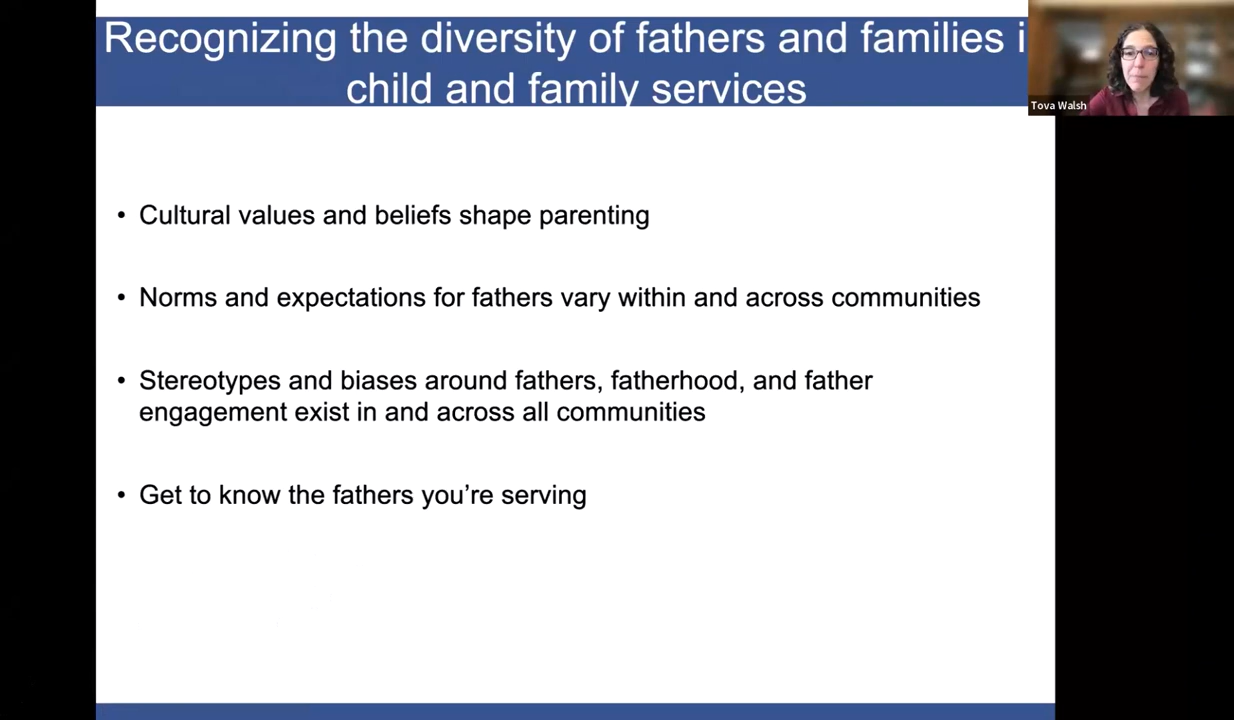 Recognizing the diversity of fathers and families i
child and family services
Tova Walsh
• Cultural values and beliefs shape parenting
• Norms and expectations for fathers vary within and across communities
• Stereotypes and biases around fathers, fatherhood, and father
engagement exist in and across all communities
• Get to know the fathers you’re serving